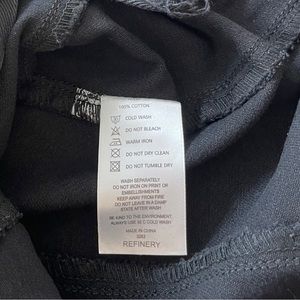 100% COTTON
COLD WASH
DO NOT BLEACH
WARM IRON
DO NOT DRY CLEAN
DO NOT TUMBLE DRY
WASH SEPARATELY
DO NOT IRON ON PRINT OR
EMBELLISHMENTS
KEEP AWAY FROM FIRE
DO NOT LEAVE IN A DAMP
STATE AFTER WASH
BE KIND TO THE ENVIRONMENT,
ALWAYS USE COLD WASH
MADE IN CHINA
REFINERY